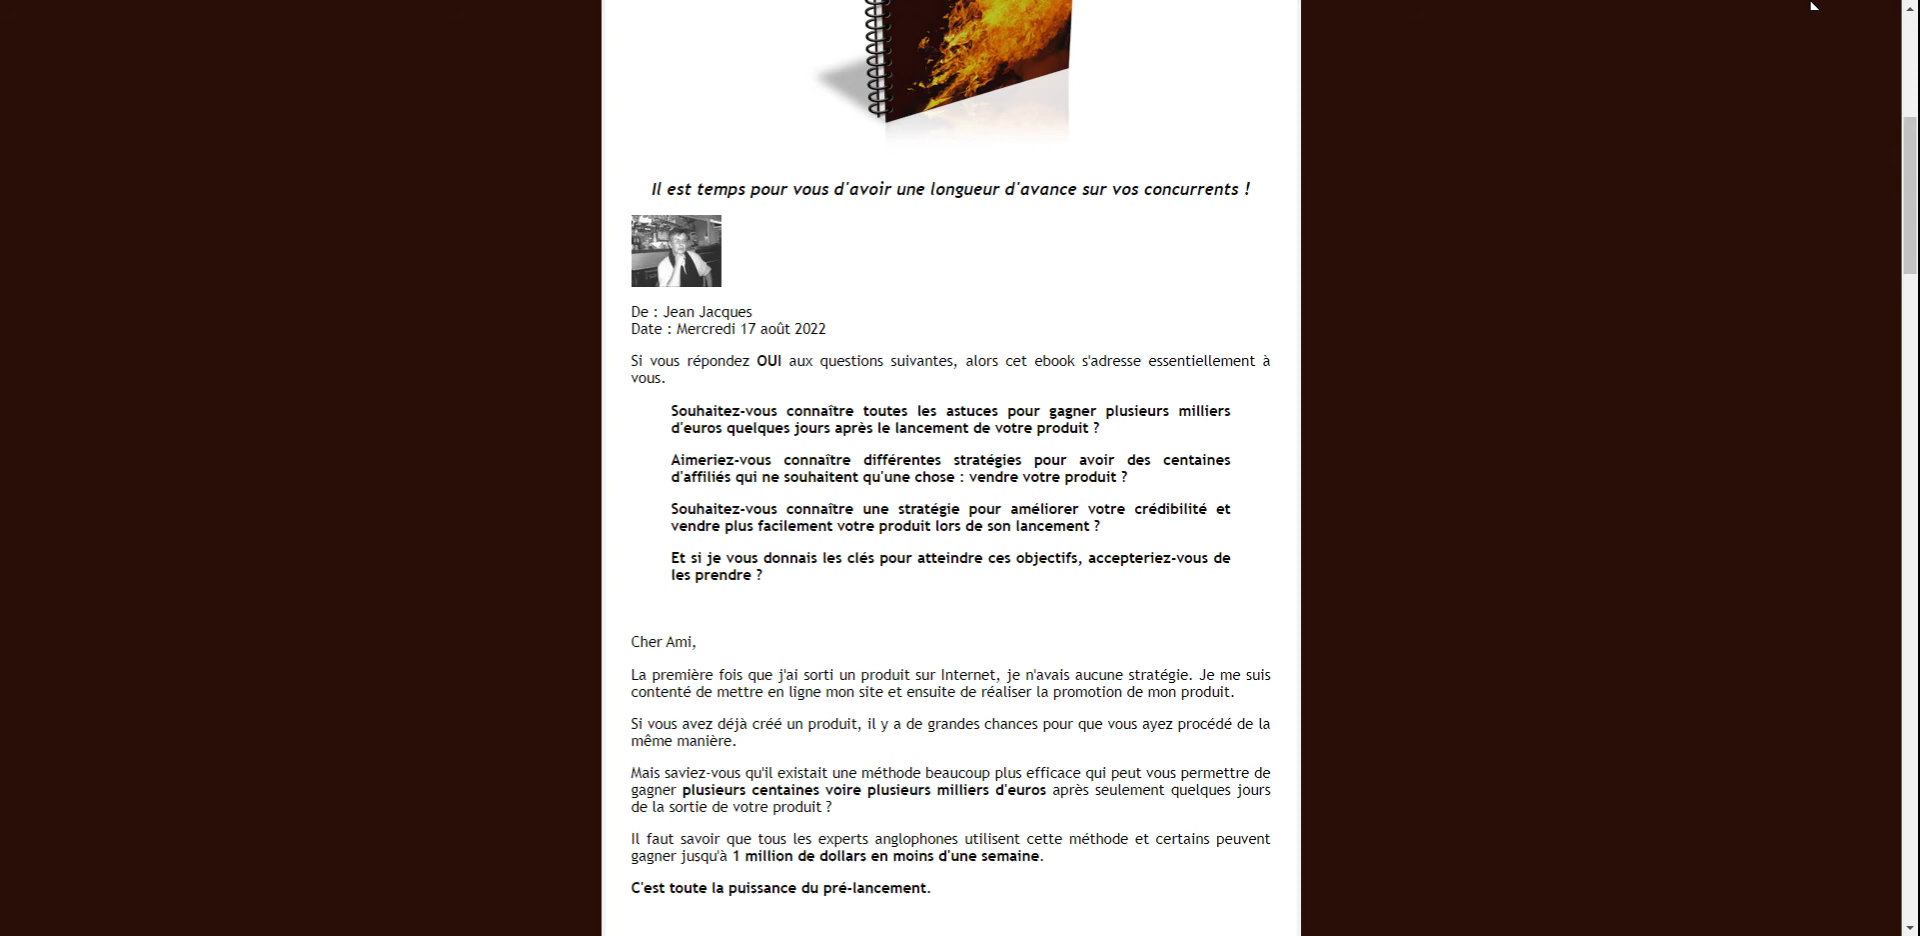 Il est temps pour vous d'avoir une longueur d'avance sur vos concurrents !
De : Jean Jacques
Date : Mercredi 17 août 2022
Si vous répondez OUI aux questions suivantes, alors cet ebook s'adresse essentiellement à
vous.
Souhaitez-vous connaître toutes les astuces pour gagner plusieurs milliers
d'euros quelques jours après le lancement de votre produit ?
Aimeriez-vous connaître différentes stratégies pour avoir des centaines
d'affiliés qui ne souhaitent qu'une chose : vendre votre produit ?
Souhaitez-vous connaître une stratégie pour améliorer votre crédibilité et
vendre plus facilement votre produit lors de son lancement ?
Et si je vous donnais les clés pour atteindre ces objectifs, accepteriez-vous de
les prendre ?
Cher Ami,
La première fois que j'ai sorti un produit sur Internet, je n'avais aucune stratégie. Je me suis
contenté de mettre en ligne mon site et ensuite de réaliser la promotion de mon produit.
Si vous avez déjà créé un produit, il y a de grandes chances pour que vous ayez procédé de la
même manière.
Mais saviez-vous qu'il existait une méthode beaucoup plus efficace qui peut vous permettre de
gagner plusieurs centaines voire plusieurs milliers d'euros après seulement quelques jours
de la sortie de votre produit ?
Il faut savoir que tous les experts anglophones utilisent cette méthode et certains peuvent
gagner jusqu'à 1 million de dollars en moins d'une semaine.
C'est toute la puissance du pré-lancement.